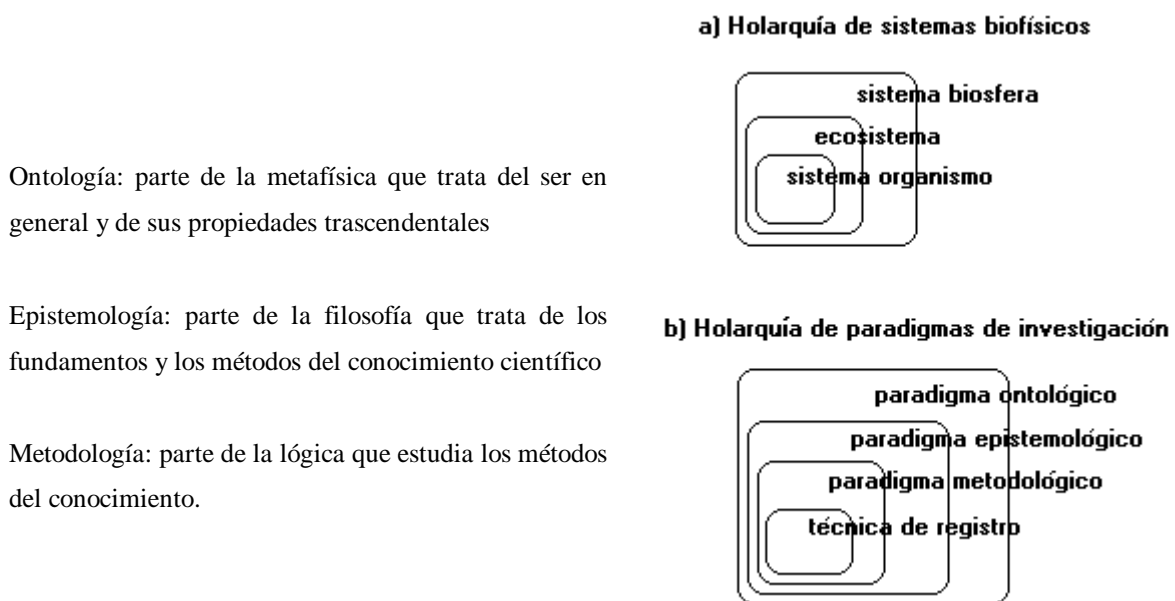 Ontología: parte de la metafísica que trata del ser en
general y de sus propiedades trascendentales
Epistemología: parte de la filosofía que trata de los
fundamentos y los métodos del conocimiento científico
Metodología: parte de la lógica que estudia los métodos
del conocimiento.
a) Holarquía de sistemas biofísicos
sistema biosfera
ecosistema
sistema organismo
b) Holarquía de paradigmas de investigación
paradigma ontológico
paradigma epistemológico
paradigma metodológico
técnica de registro